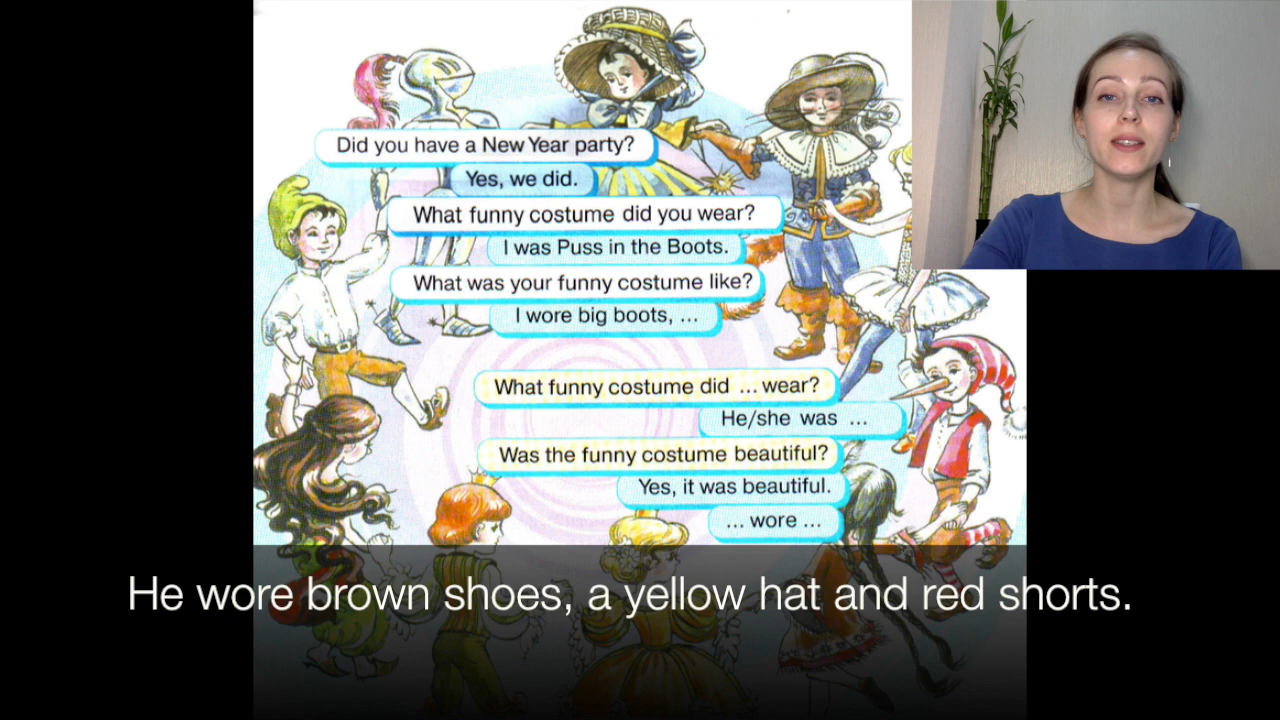 Did you have a New Year party?
Yes, we did.
What funny costume did you wear?
I was Puss in the Boots.
What was your funny costume like?
I wore big boots, ...
What funny costume did ... wear?
He/she was ...
Was the funny costume beautiful?
Yes, it was beautiful.
... wore ...
He wore brown shoes, a yellow hat and red shorts.